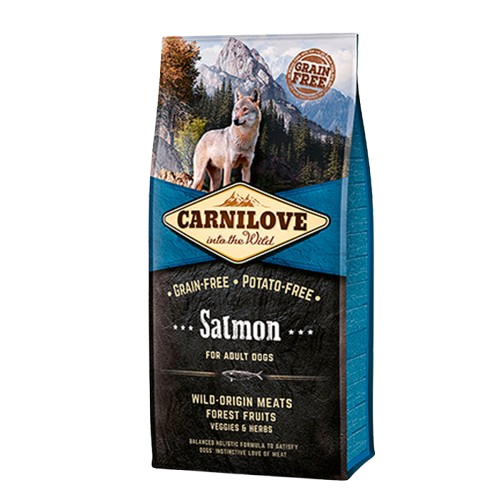 GRAIN
FREE
CARNILOVE
into the Wild
• GRAIN-FREE • POTATO-FREE •
Salmon
FOR ADULT DOGS
WILD-ORIGIN MEATS
FOREST FRUITS
VEGGIES & HERBS
BALANCED HOLISTIC FORMULA TO SATISFY
DOGS' INSTINCTIVE LOVE OF MEAT